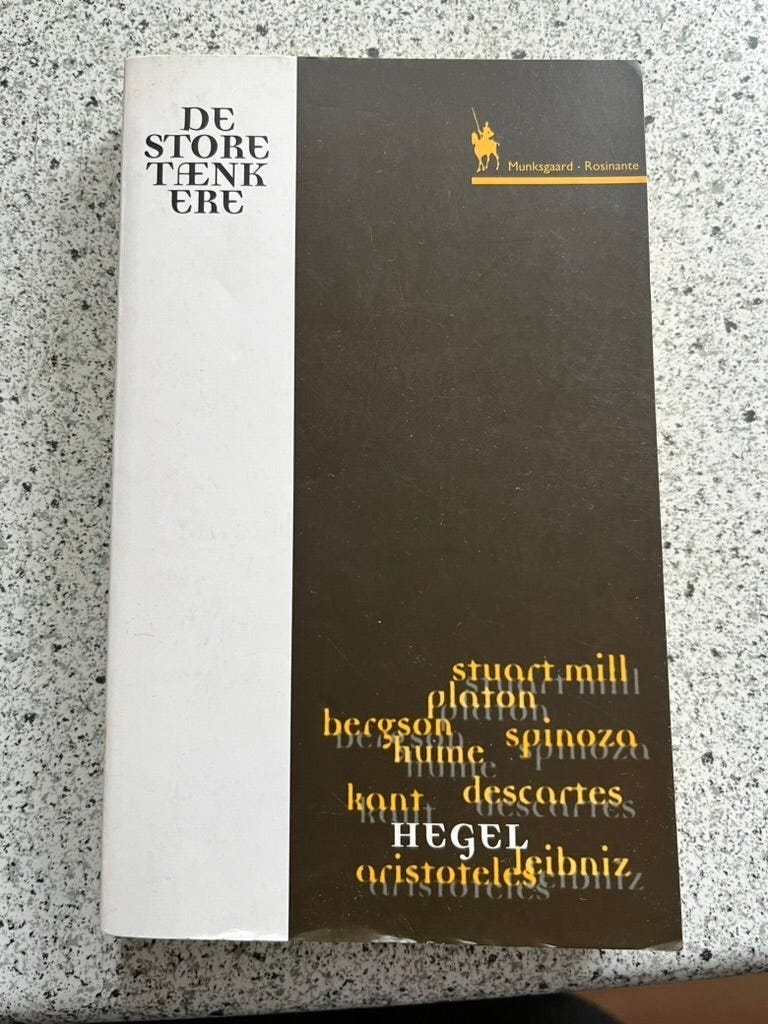 DE
STORE
TÆNK
ERE
Munksgaard · Rosinante
stuart mill
platon
bergson
spinoza
hume
descartes
kant
HEGEL
leibniz
aristoteles